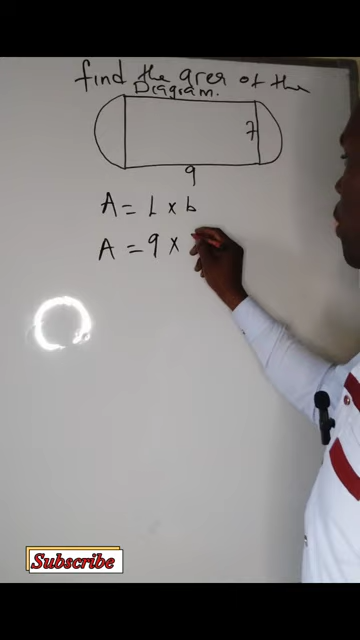 find the area of the
Diagram.
7
9
A = L × b
A = 9 ×
Subscribe